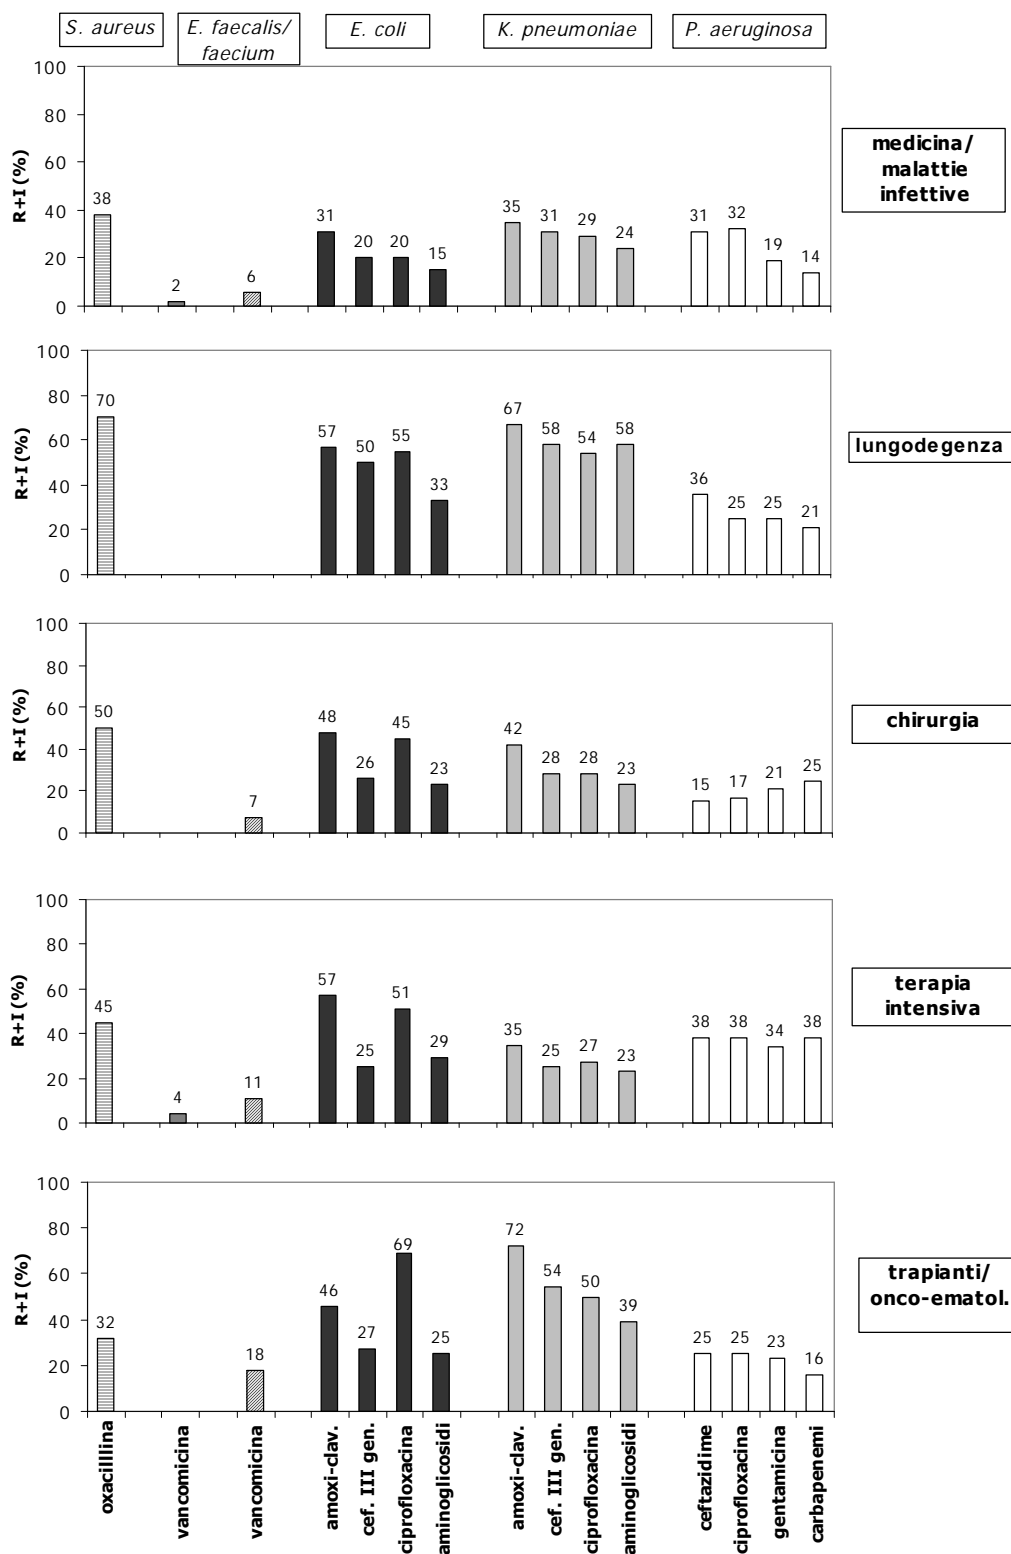 S. aureus
E. faecalis/
faecium
E. coli
K. pneumoniae
P. aeruginosa
R+I (%)
100
80
60
40
20
0
38
2
6
31
20
20
15
35
31
29
24
31
32
19
14
medicina/
malattie
infettive
R+I (%)
100
80
60
40
20
0
70
57
50
55
33
67
58
54
58
36
25
25
21
lungodegenza
R+I (%)
100
80
60
40
20
0
50
7
48
26
45
23
42
28
28
23
15
17
21
25
chirurgia
R+I (%)
100
80
60
40
20
0
45
4
11
57
25
51
29
35
25
27
23
38
38
34
38
terapia
intensiva
R+I (%)
100
80
60
40
20
0
32
18
46
27
69
25
72
54
50
39
25
25
23
16
trapianti/
onco-ematol.
oxacilllina
vancomicina
vancomicina
amoxi-clav.
cef. III gen.
ciprofloxacina
aminoglicosidi
amoxi-clav.
cef. III gen.
ciprofloxacina
aminoglicosidi
ceftazidime
ciprofloxacina
gentamicina
carbapenemi